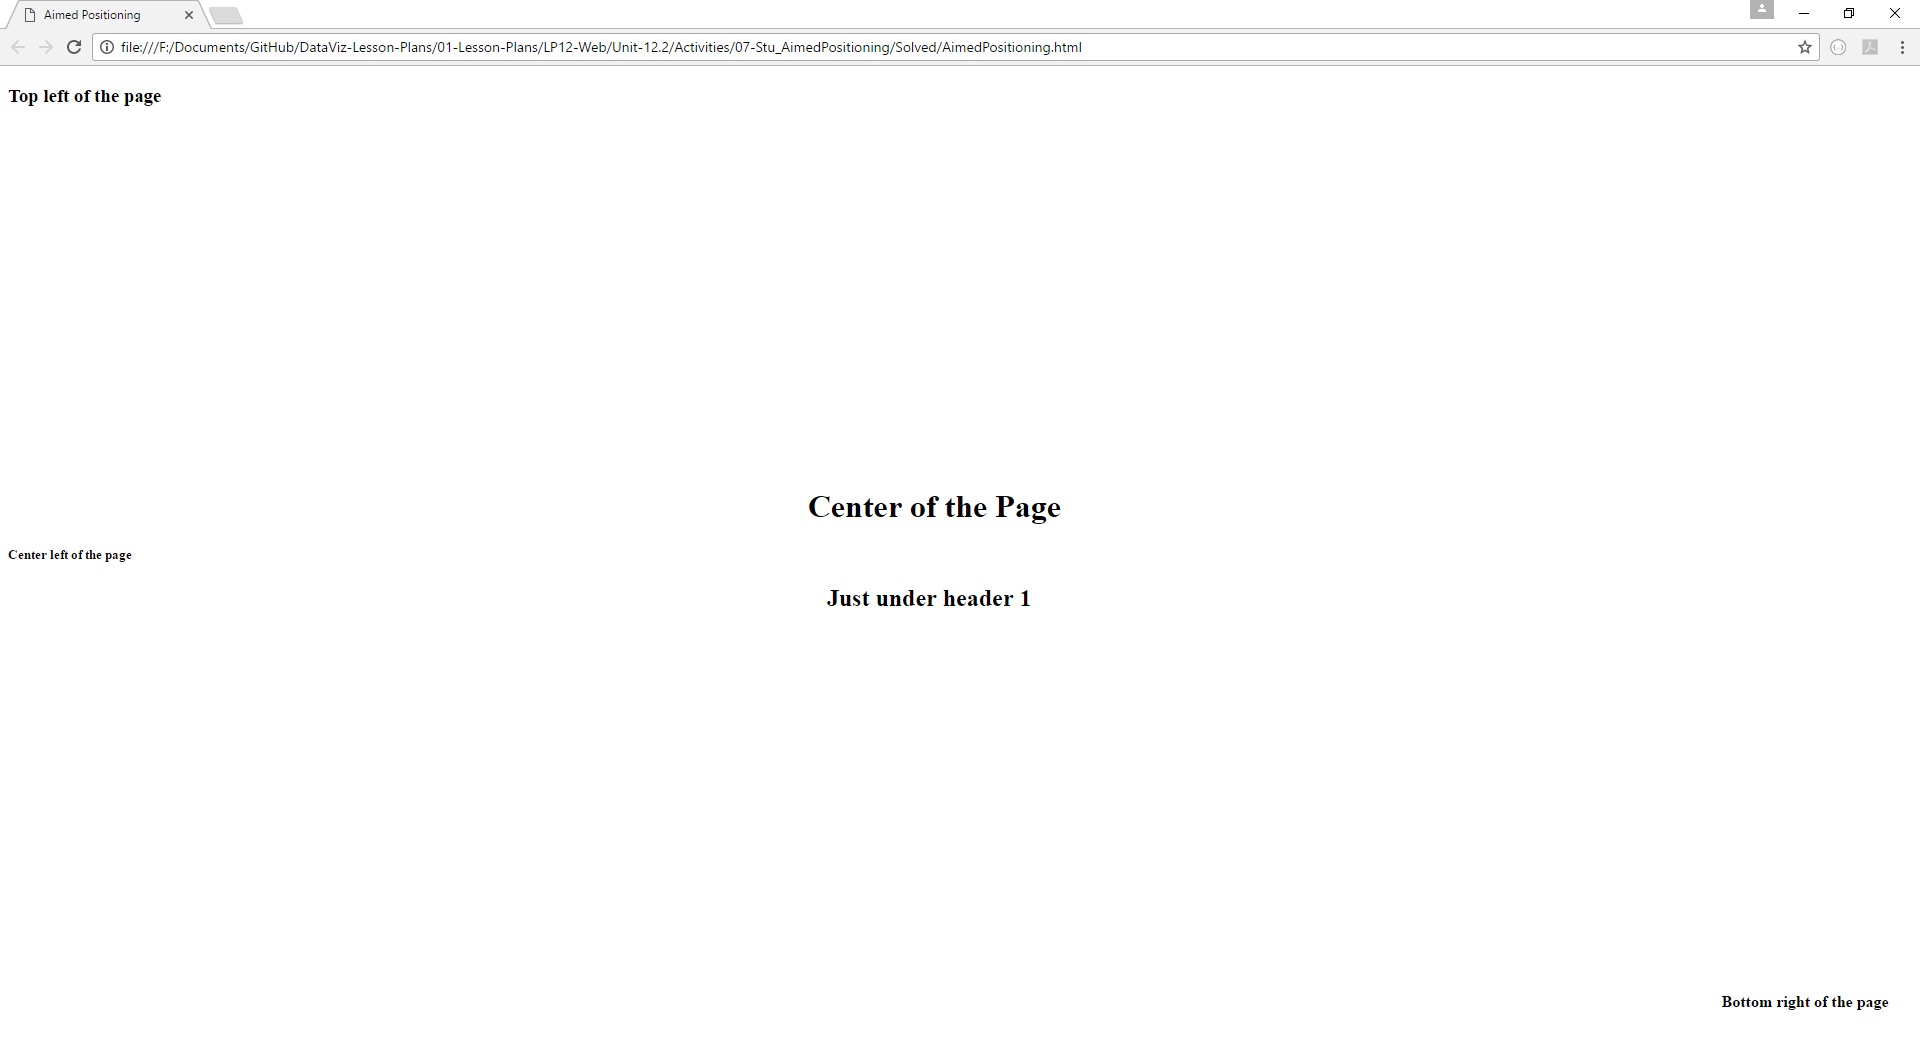 Aimed Positioning
file:///F:/Documents/GitHub/DataViz-Lesson-Plans/01-Lesson-Plans/LP12-Web/Unit-12.2/Activities/07-Stu_AimedPositioning/Solved/AimedPositioning.html
Top left of the page
Center of the Page
Center left of the page
Just under header 1
Bottom right of the page